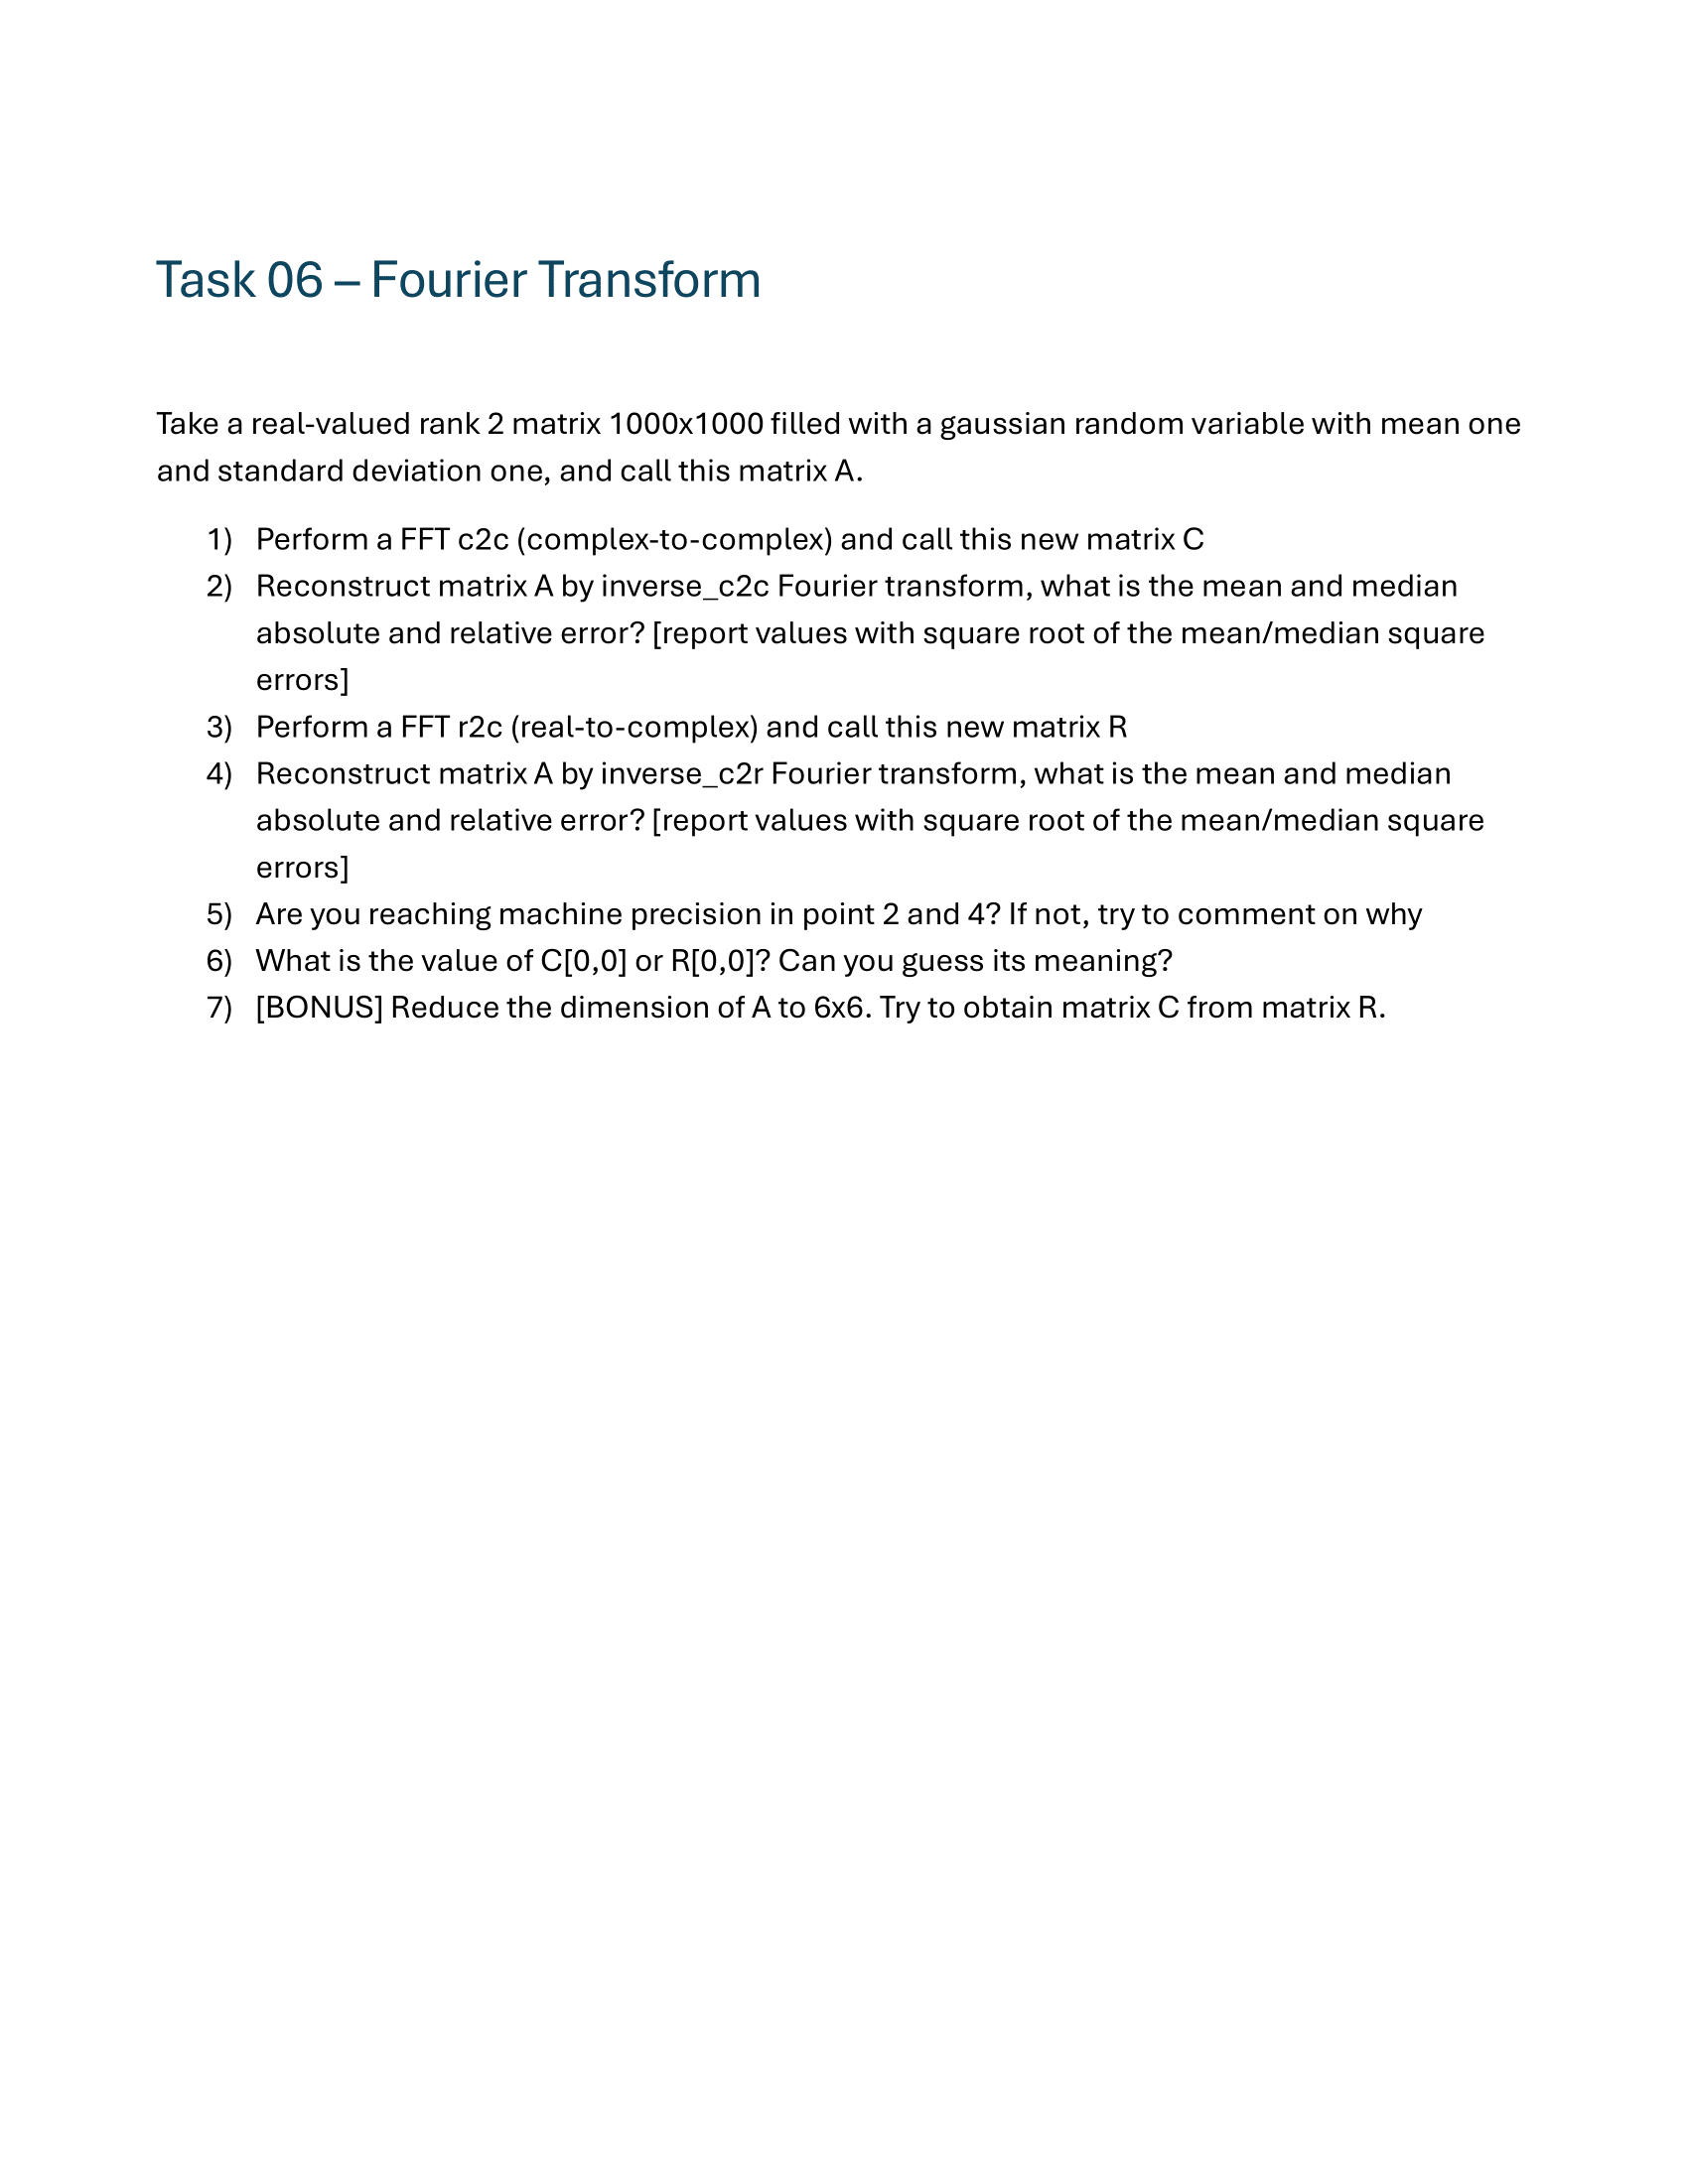 Task 06 – Fourier Transform
Take a real-valued rank 2 matrix 1000x1000 filled with a gaussian random variable with mean one
and standard deviation one, and call this matrix A.
1) Perform a FFT c2c (complex-to-complex) and call this new matrix C
2) Reconstruct matrix A by inverse_c2c Fourier transform, what is the mean and median
absolute and relative error? [report values with square root of the mean/median square
errors]
3) Perform a FFT r2c (real-to-complex) and call this new matrix R
4) Reconstruct matrix A by inverse_c2r Fourier transform, what is the mean and median
absolute and relative error? [report values with square root of the mean/median square
errors]
5) Are you reaching machine precision in point 2 and 4? If not, try to comment on why
6) What is the value of C[0,0] or R[0,0]? Can you guess its meaning?
7) [BONUS] Reduce the dimension of A to 6x6. Try to obtain matrix C from matrix R.